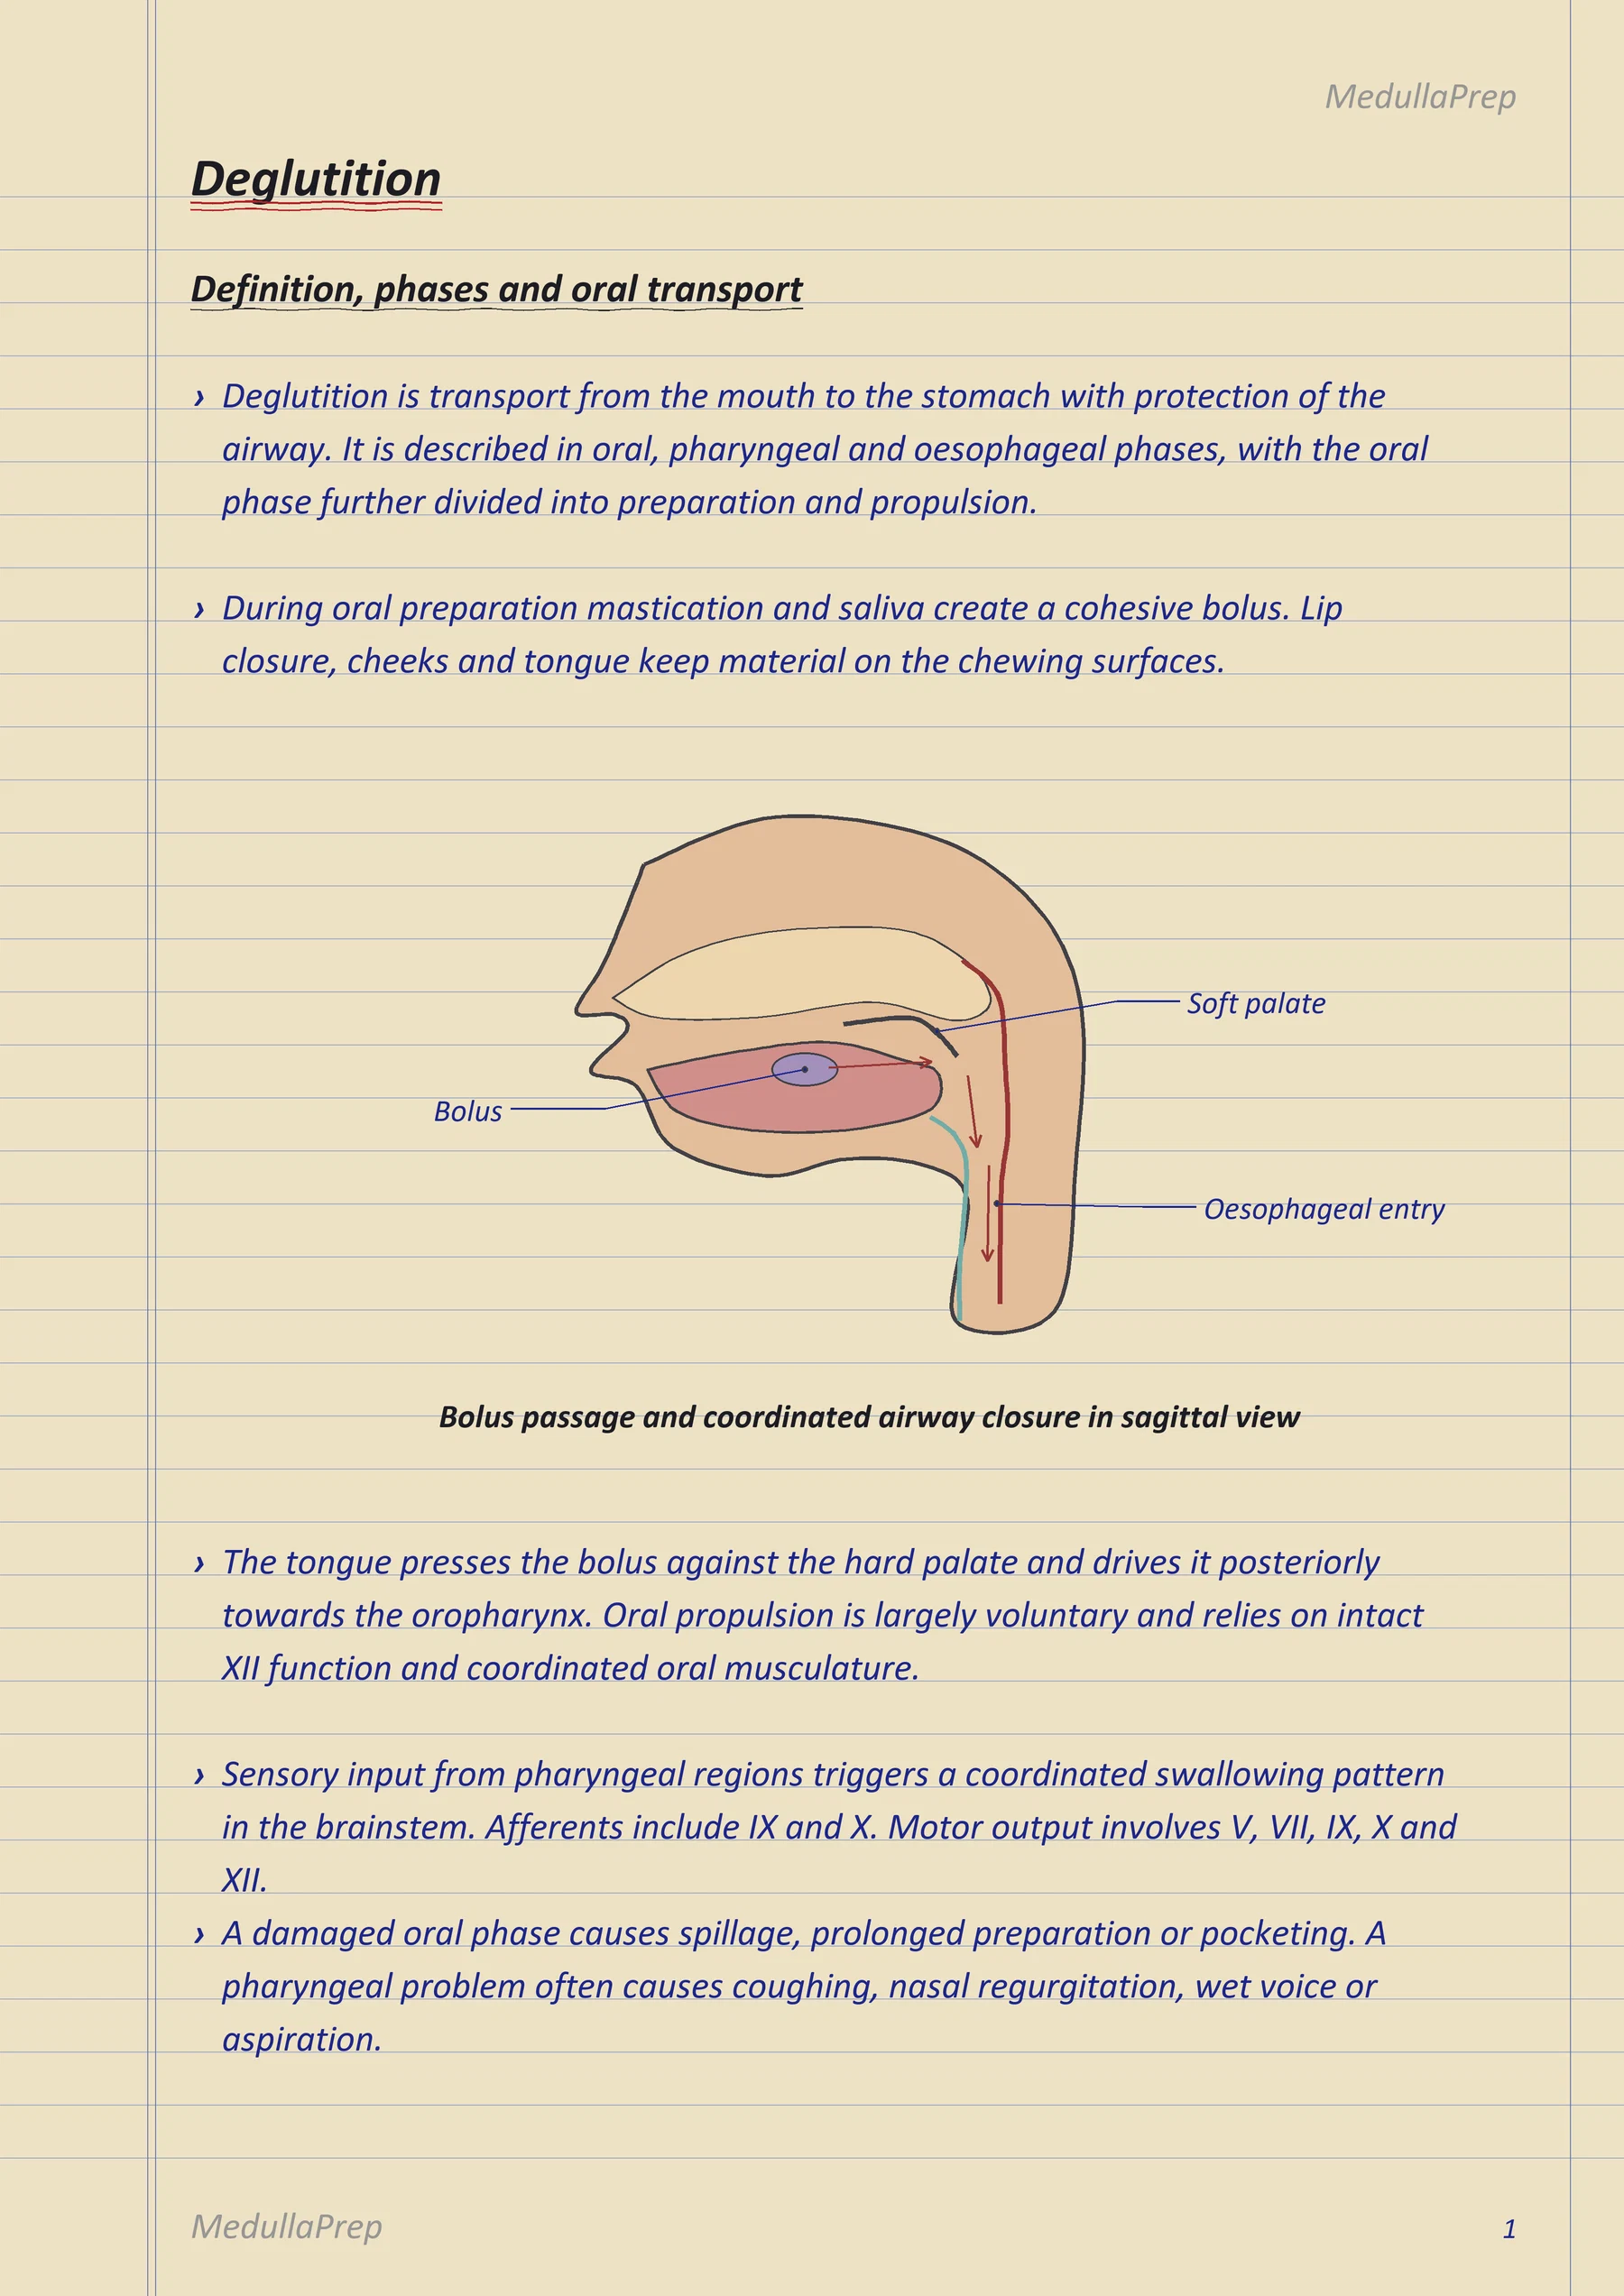 MedullaPrep
Deglutition
Definition, phases and oral transport
› Deglutition is transport from the mouth to the stomach with protection of the
airway. It is described in oral, pharyngeal and oesophageal phases, with the oral
phase further divided into preparation and propulsion.
› During oral preparation mastication and saliva create a cohesive bolus. Lip
closure, cheeks and tongue keep material on the chewing surfaces.
Soft palate
Bolus
Oesophageal entry
Bolus passage and coordinated airway closure in sagittal view
› The tongue presses the bolus against the hard palate and drives it posteriorly
towards the oropharynx. Oral propulsion is largely voluntary and relies on intact
XII function and coordinated oral musculature.
› Sensory input from pharyngeal regions triggers a coordinated swallowing pattern
in the brainstem. Afferents include IX and X. Motor output involves V, VII, IX, X and
XII.
› A damaged oral phase causes spillage, prolonged preparation or pocketing. A
pharyngeal problem often causes coughing, nasal regurgitation, wet voice or
aspiration.
MedullaPrep
1